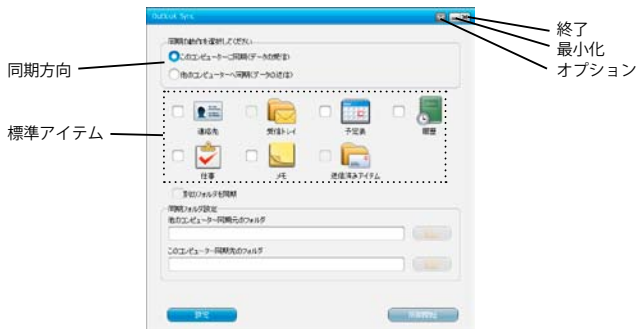 Outlook Sync
終了
最小化
オプション
同期の動作を選択してください
同期方向
このコンピューターに同期(データの受信)
他のコンピューターへ同期(データの送信)
標準アイテム
連絡先
受信トレイ
予定表
履歴
仕事
メモ
送信済みアイテム
別のフォルダを同期
同期フォルダ設定
他のコンピューター同期元のフォルダ
このコンピューター同期先のフォルダ
設定
同期開始